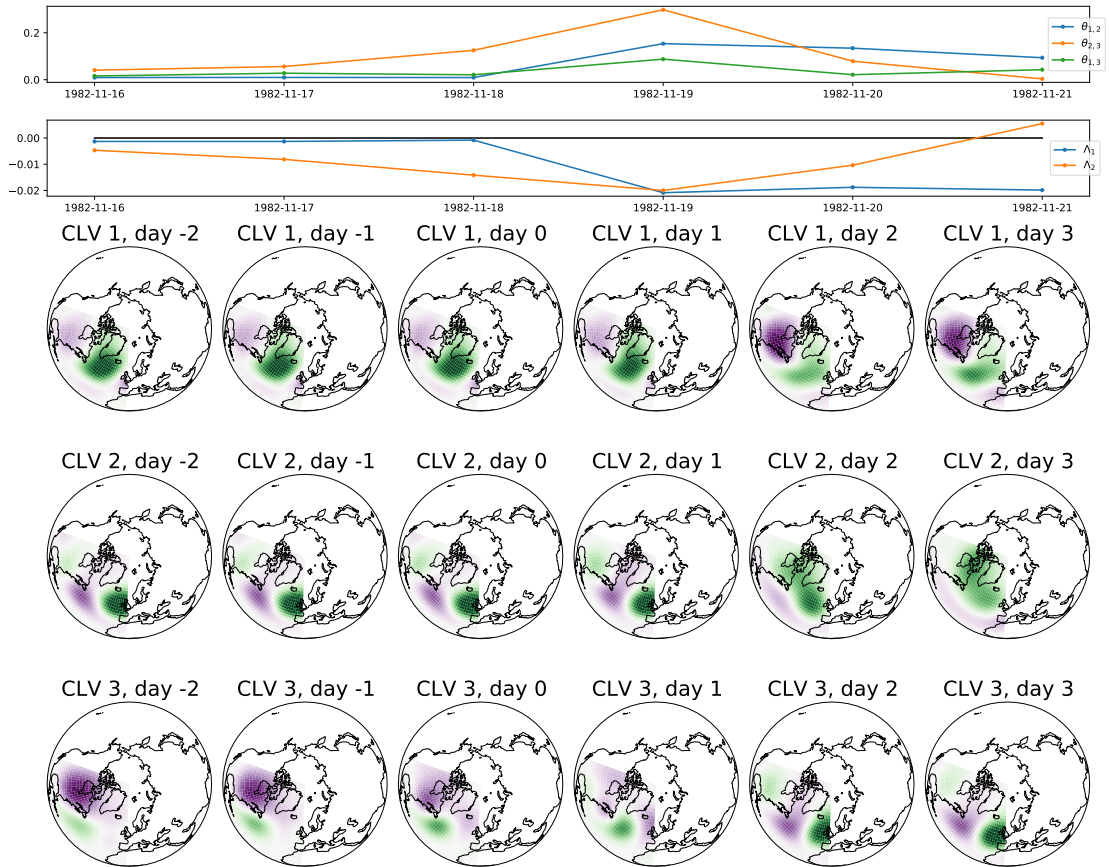 0.2
0.0
θ1,2
θ2,3
θ1,3
1982-11-16 1982-11-17 1982-11-18 1982-11-19 1982-11-20 1982-11-21
0.00
−0.01
−0.02
Λ1
Λ2
1982-11-16 1982-11-17 1982-11-18 1982-11-19 1982-11-20 1982-11-21
CLV 1, day -2 CLV 1, day -1 CLV 1, day 0 CLV 1, day 1 CLV 1, day 2 CLV 1, day 3
CLV 2, day -2 CLV 2, day -1 CLV 2, day 0 CLV 2, day 1 CLV 2, day 2 CLV 2, day 3
CLV 3, day -2 CLV 3, day -1 CLV 3, day 0 CLV 3, day 1 CLV 3, day 2 CLV 3, day 3